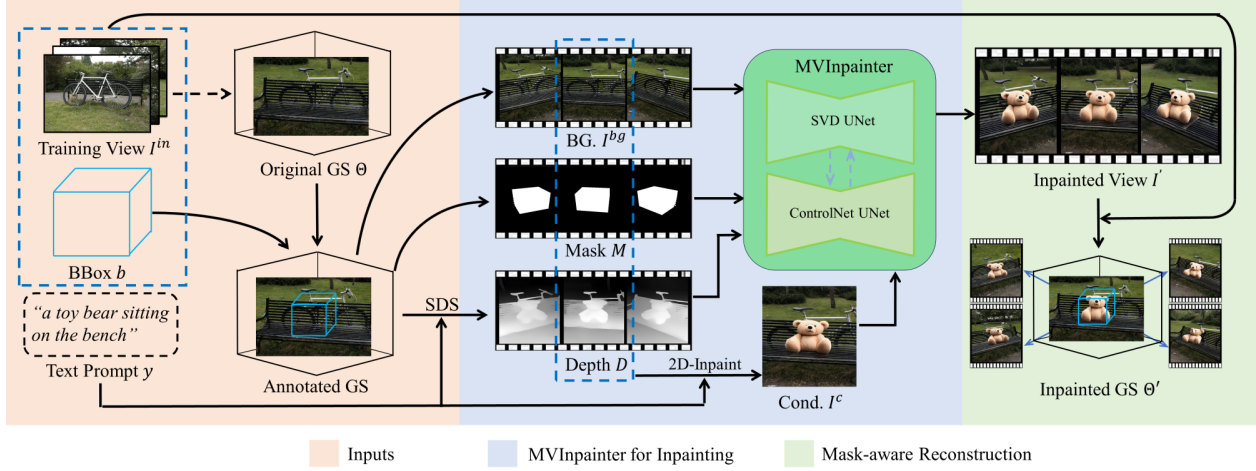 Training View I^in
BBox b
"a toy bear sitting
on the bench"
Text Prompt y
Original GS Θ
Annotated GS
SDS
BG. I^bg
Mask M
Depth D
2D-Inpaint
MVInpainter
SVD UNet
ControlNet UNet
Cond. I^c
Inpainted View I′
Inpainted GS Θ′
Inputs
MVInpainter for Inpainting
Mask-aware Reconstruction